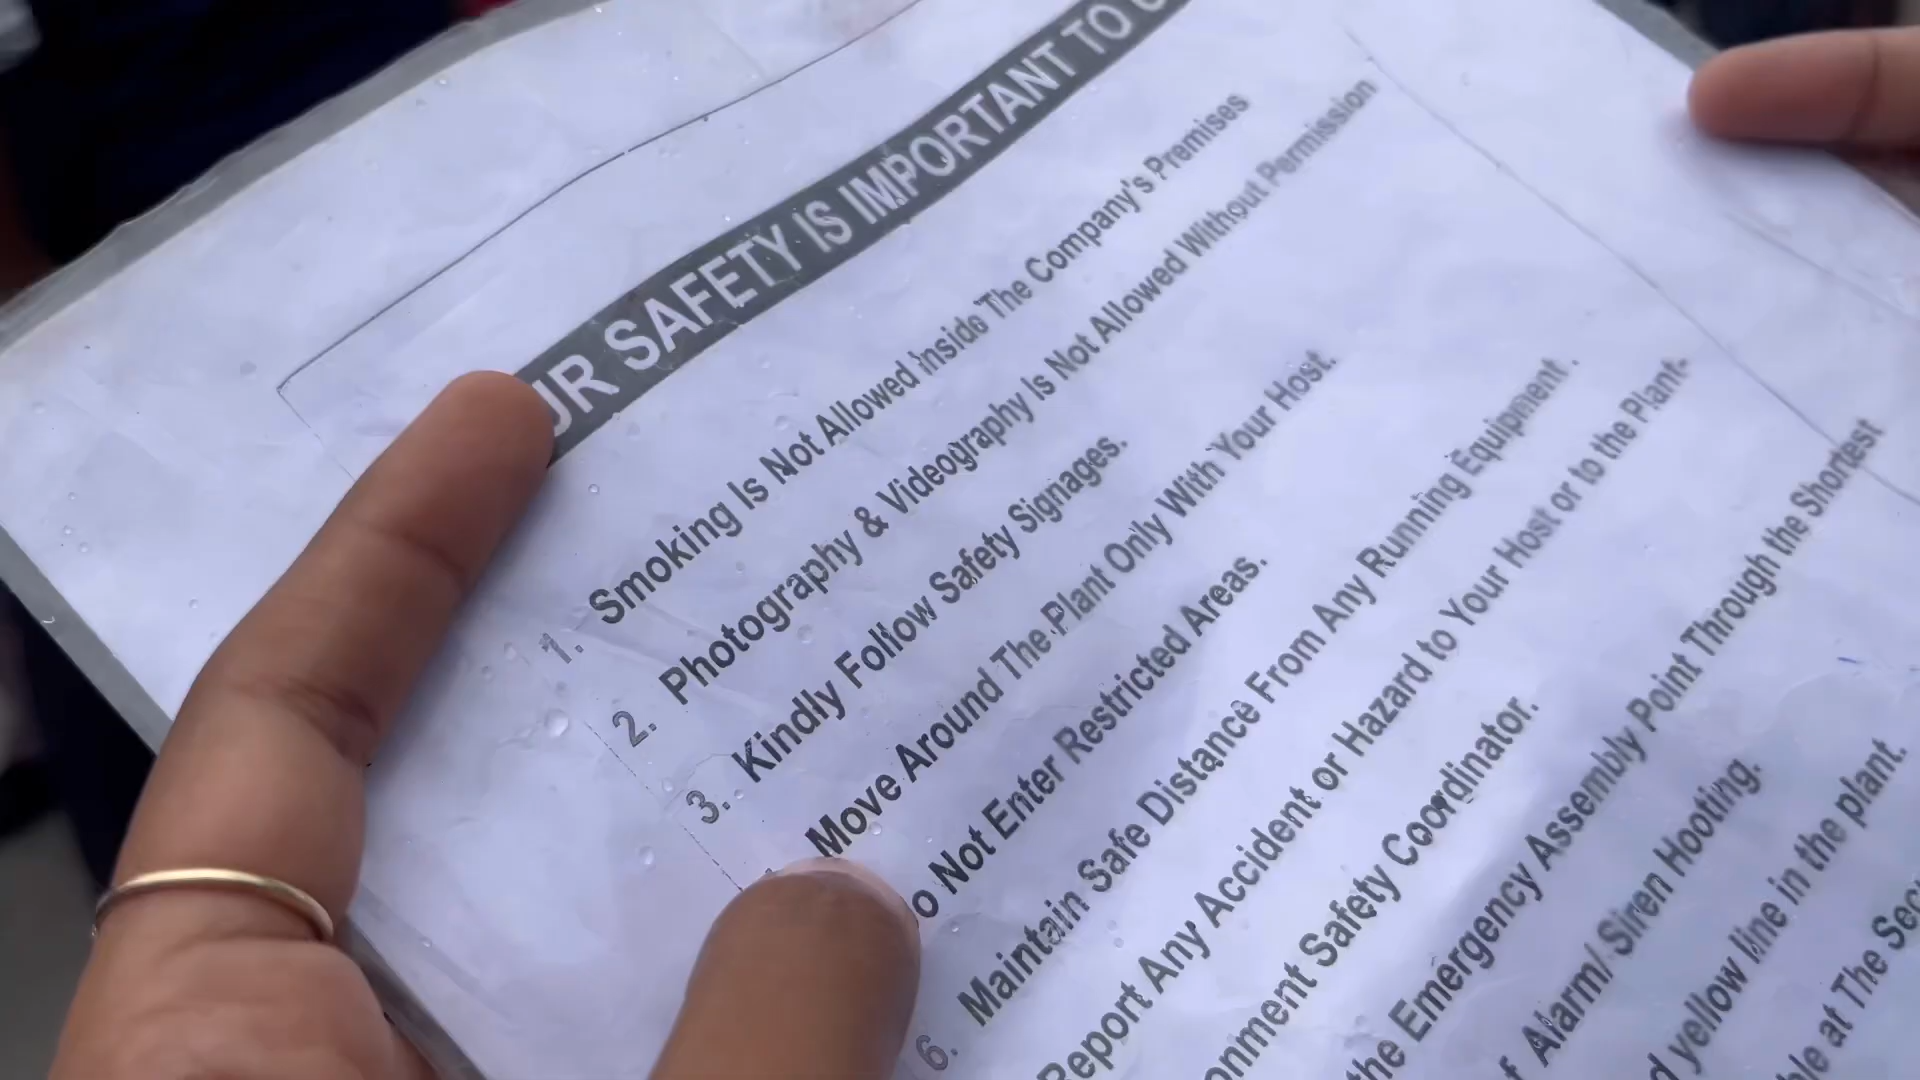 UR SAFETY IS IMPORTANT TO
1. Smoking Is Not Allowed Inside The Company's Premises
2. Photography & Videography Is Not Allowed Without Permission
3. Kindly Follow Safety Signages.
Move Around The Plant Only With Your Host.
o Not Enter Restricted Areas.
6. Maintain Safe Distance From Any Running Equipment .
Report Any Accident or Hazard to Your Host or to the Plant-
onment Safety Coordinator.
the Emergency Assembly Point Through the Shortest
f Alarm/ Siren Hooting.
d yellow line in the plant.
ble at The Sec